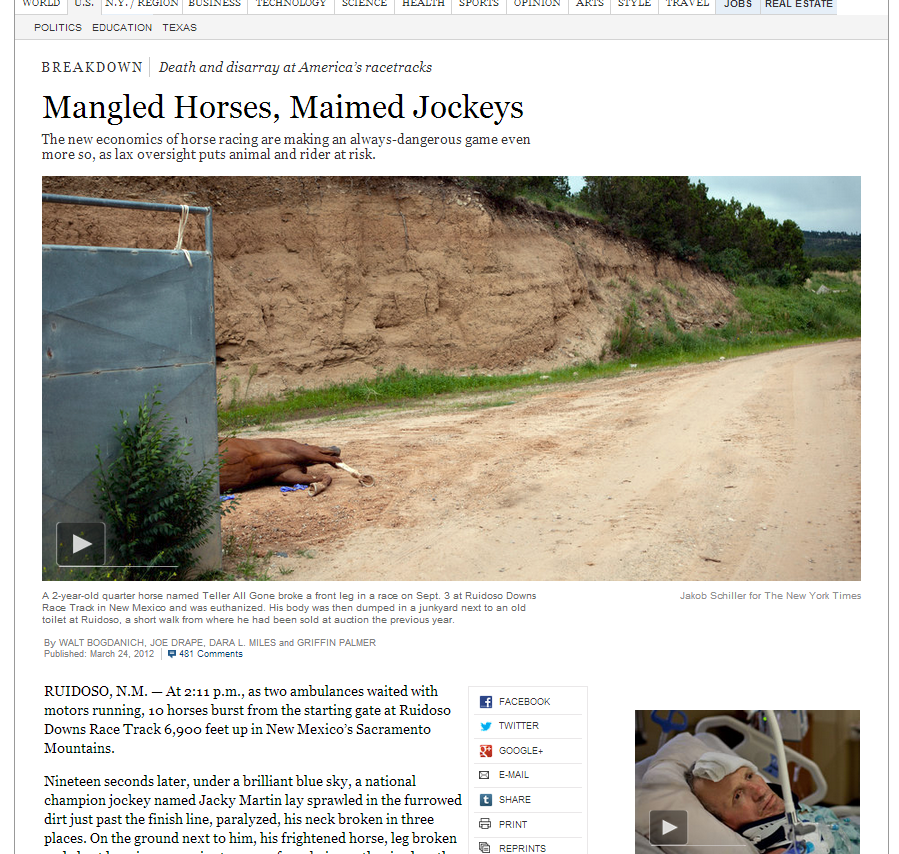 WORLD U.S. N.Y. / REGION BUSINESS TECHNOLOGY SCIENCE HEALTH SPORTS OPINION ARTS STYLE TRAVEL JOBS REAL ESTATE
POLITICS EDUCATION TEXAS
BREAKDOWN Death and disarray at America's racetracks
Mangled Horses, Maimed Jockeys
The new economics of horse racing are making an always-dangerous game even
more so, as lax oversight puts animal and rider at risk.
A 2-year-old quarter horse named Teller All Gone broke a front leg in a race on Sept. 3 at Ruidoso Downs
Race Track in New Mexico and was euthanized. His body was then dumped in a junkyard next to an old
toilet at Ruidoso, a short walk from where he had been sold at auction the previous year.
Jakob Schiller for The New York Times
By WALT BOGDANICH, JOE DRAPE, DARA L. MILES and GRIFFIN PALMER
Published: March 24, 2012 481 Comments
RUIDOSO, N.M. — At 2:11 p.m., as two ambulances waited with
motors running, 10 horses burst from the starting gate at Ruidoso
Downs Race Track 6,900 feet up in New Mexico's Sacramento
Mountains.
Nineteen seconds later, under a brilliant blue sky, a national
champion jockey named Jacky Martin lay sprawled in the furrowed
dirt just past the finish line, paralyzed, his neck broken in three
places. On the ground next to him, his frightened horse, leg broken
FACEBOOK
TWITTER
GOOGLE+
E-MAIL
SHARE
PRINT
REPRINTS